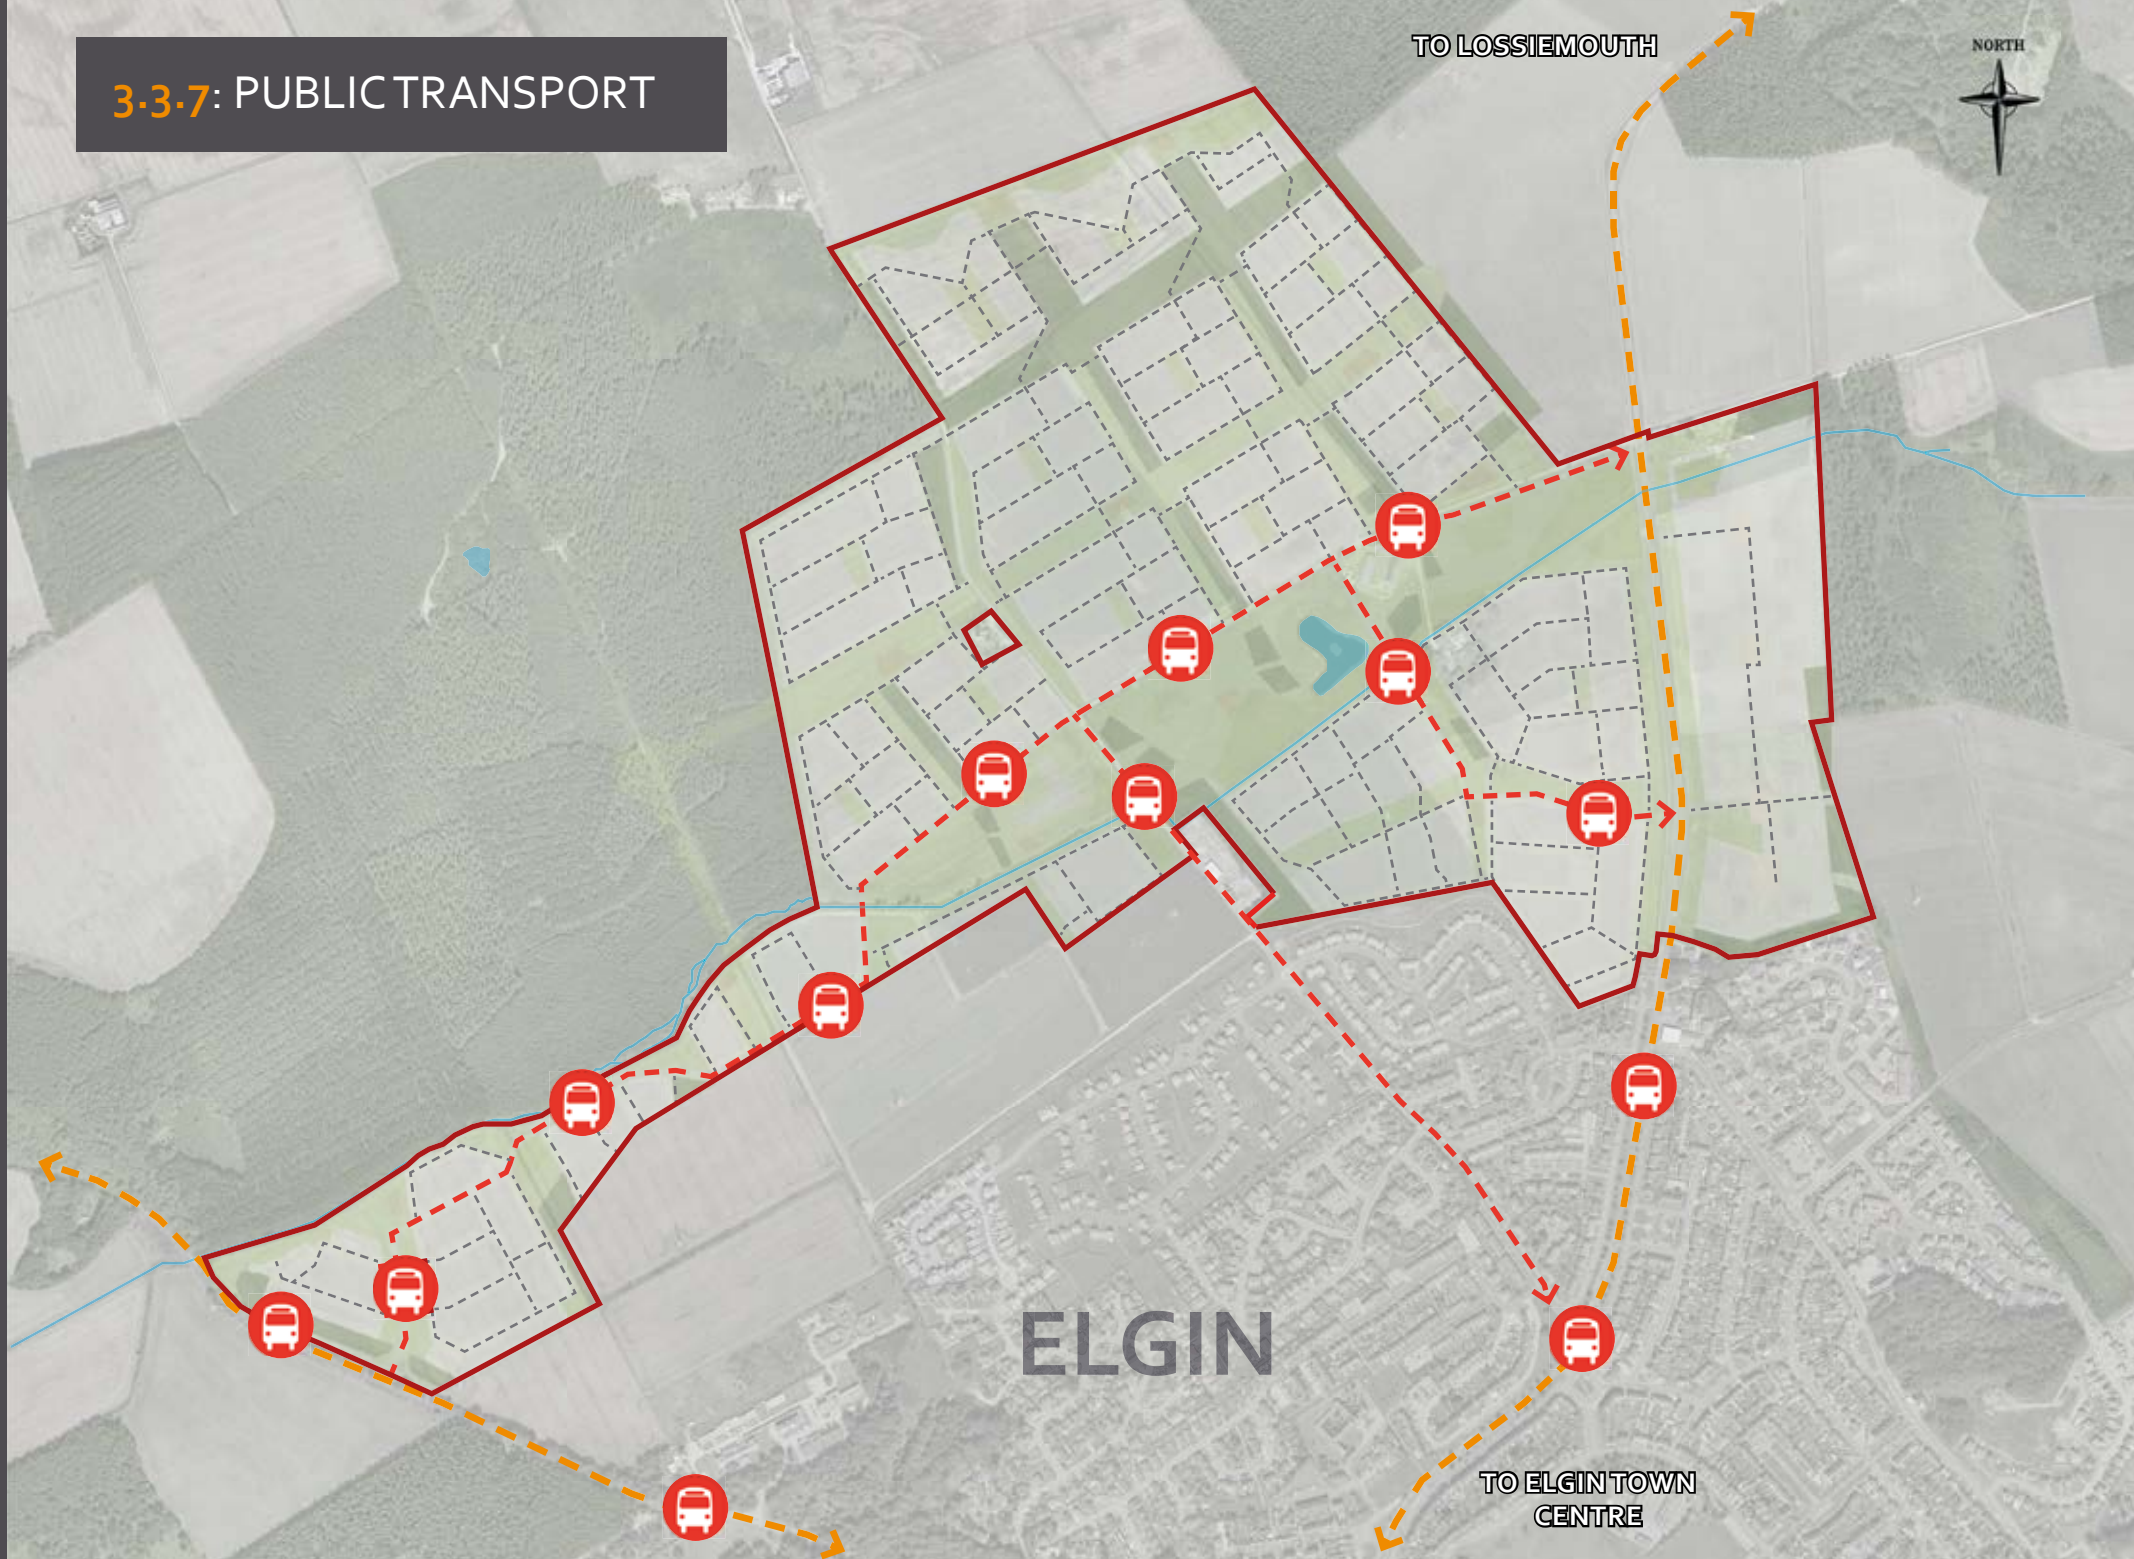 3.3.7: PUBLIC TRANSPORT
TO LOSSIEMOUTH
NORTH
ELGIN
TO ELGIN TOWN
CENTRE